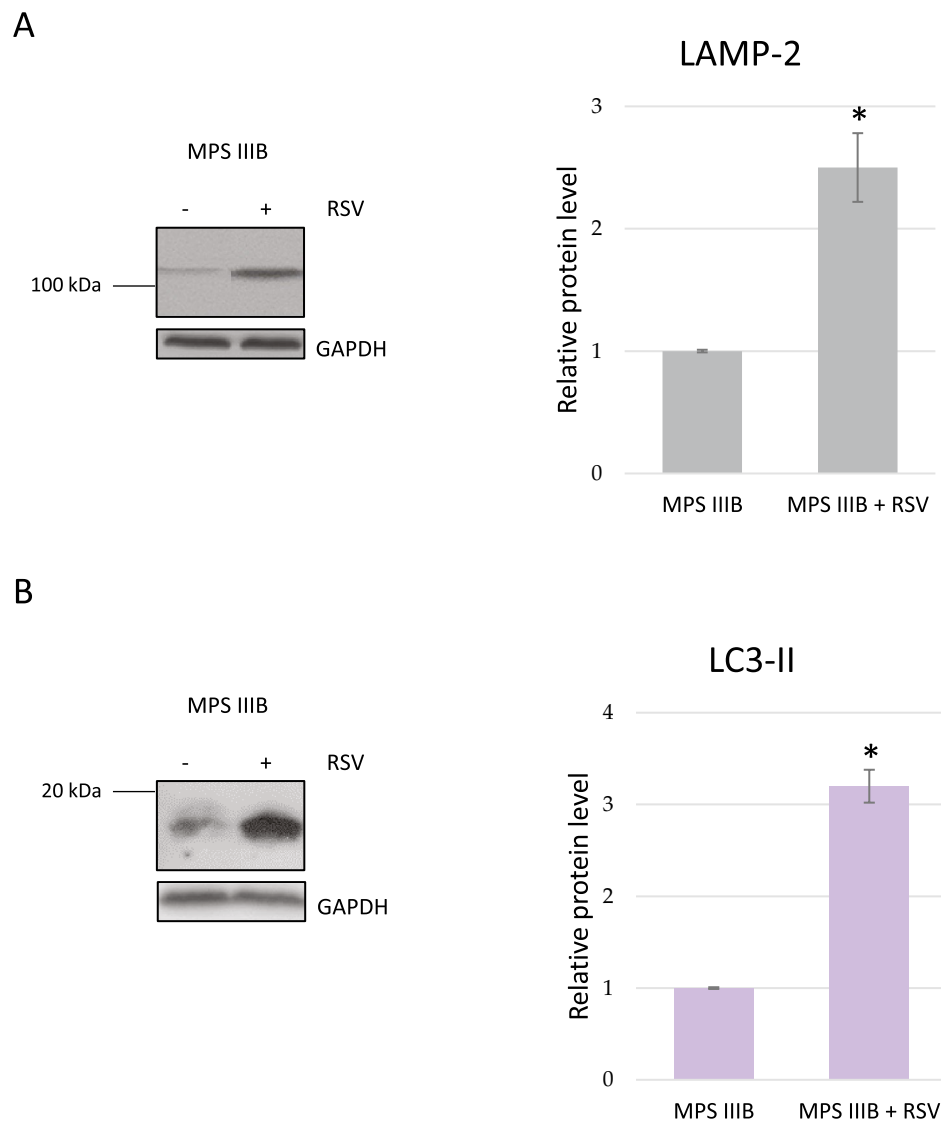 A
MPS IIIB
- + RSV
100 kDa
GAPDH
LAMP-2
Relative protein level
3
*
2
1
0
MPS IIIB
MPS IIIB + RSV
B
MPS IIIB
- + RSV
20 kDa
GAPDH
LC3-II
Relative protein level
4
*
3
2
1
0
MPS IIIB
MPS IIIB + RSV